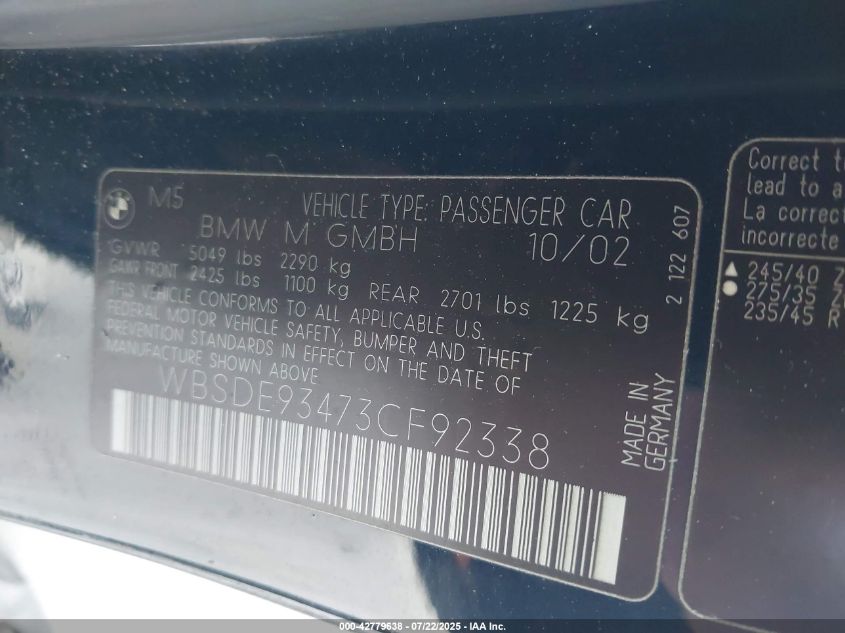 M5
VEHICLE TYPE: PASSENGER CAR
BMW M GMBH
10/02
GVWR 5049 lbs 2290 kg
GAWR FRONT 2425 lbs 1100 kg REAR 2701 lbs 1225 kg
THIS VEHICLE CONFORMS TO ALL APPLICABLE U.S.
FEDERAL MOTOR VEHICLE SAFETY, BUMPER AND THEFT
PREVENTION STANDARDS IN EFFECT ON THE DATE OF
MANUFACTURE SHOWN ABOVE
WBSDE93473CF92338
MADE IN
GERMANY
2 122 607
Correct
lead to a
La correct
incorrecte
245/40 Z
275/35
235/45 R
000-42779638 - 07/22/2025 - IAA Inc.